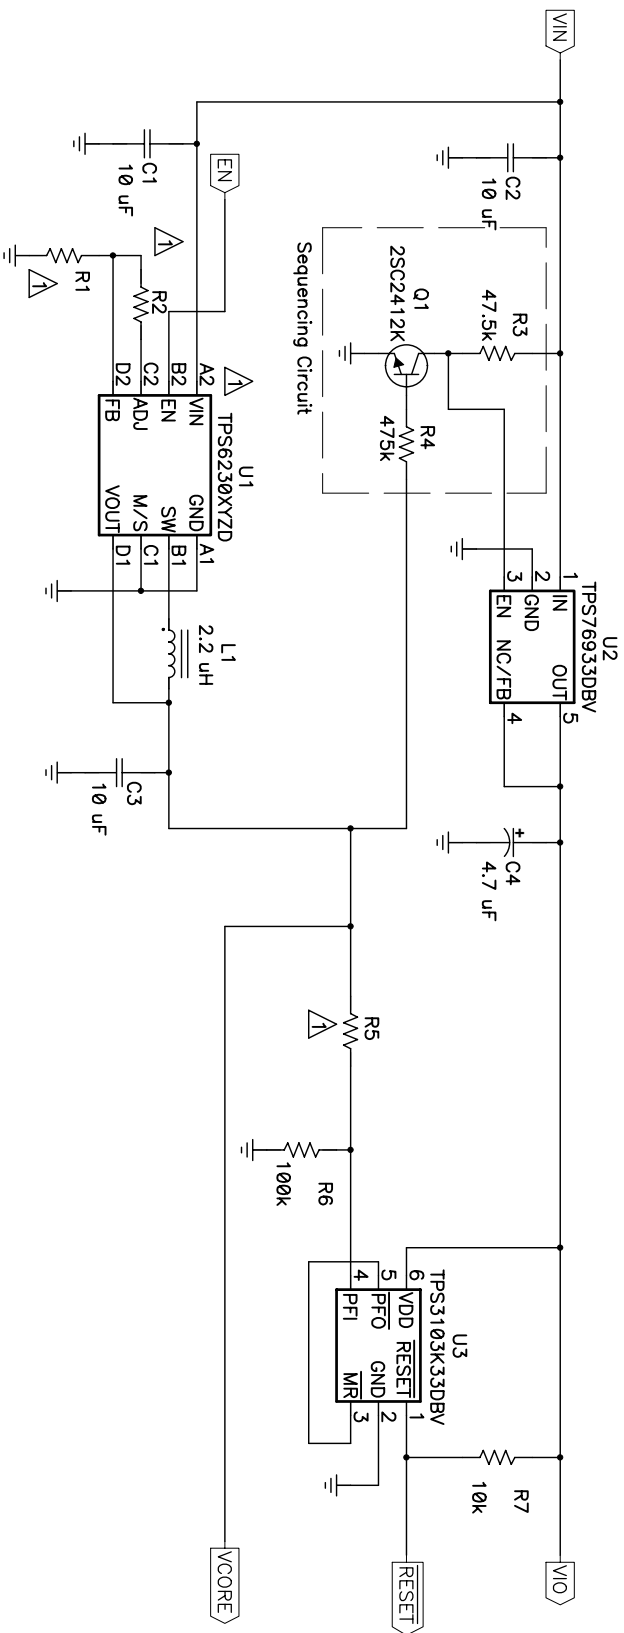 VIN
C2
10 uF
C1
10 uF
EN
Sequencing Circuit
Q1
2SC2412K
R3
47.5k
R4
475k
1
R1
1
R2
1
U1
TPS6230XYZD
A2
B2
C2
D2
VIN
EN
ADJ
FB
GND
SW
M/S
VOUT
A1
B1
C1
D1
U2
TPS76933DBV
1
2
3
IN
GND
EN
OUT
NC/FB
5
4
L1
2.2 uH
C3
10 uF
C4
4.7 uF
R5
1
R6
100k
U3
TPS3103K33DBV
6
5
4
VDD
PFO
PFI
RESET
GND
MR
1
2
3
R7
10k
VIO
RESET
VCORE